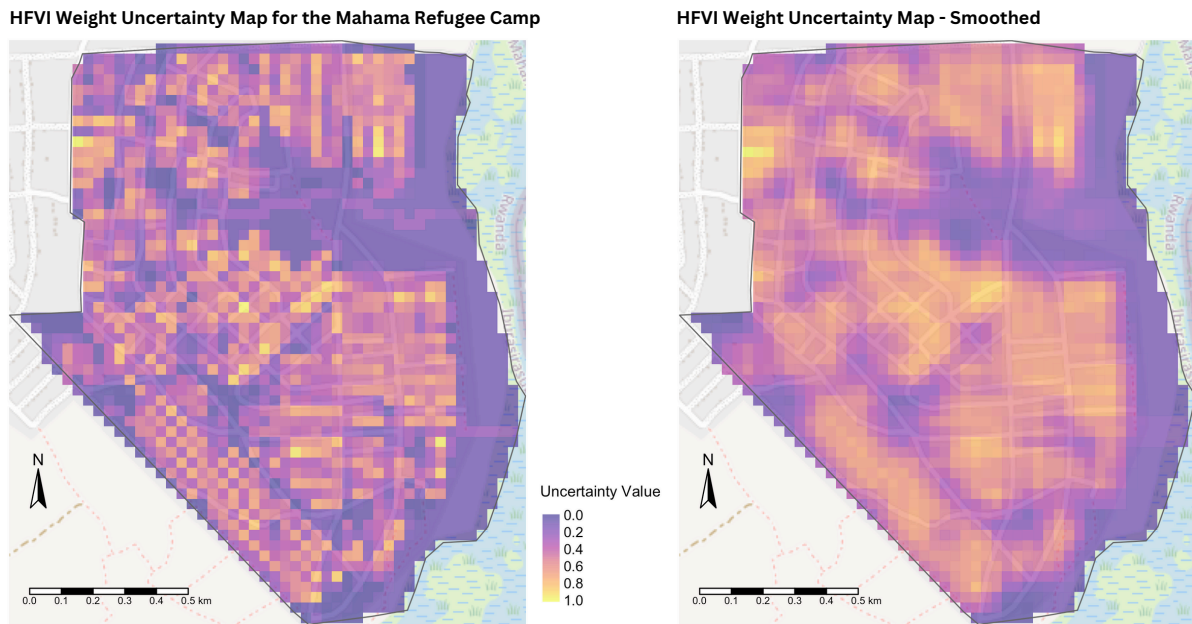 HFVI Weight Uncertainty Map for the Mahama Refugee Camp
HFVI Weight Uncertainty Map - Smoothed
Rwanda
Rwanda
N
N
Uncertainty Value
0.0
0.2
0.4
0.6
0.8
1.0
0.0 0.1 0.2 0.3 0.4 0.5 km
0.0 0.1 0.2 0.3 0.4 0.5 km